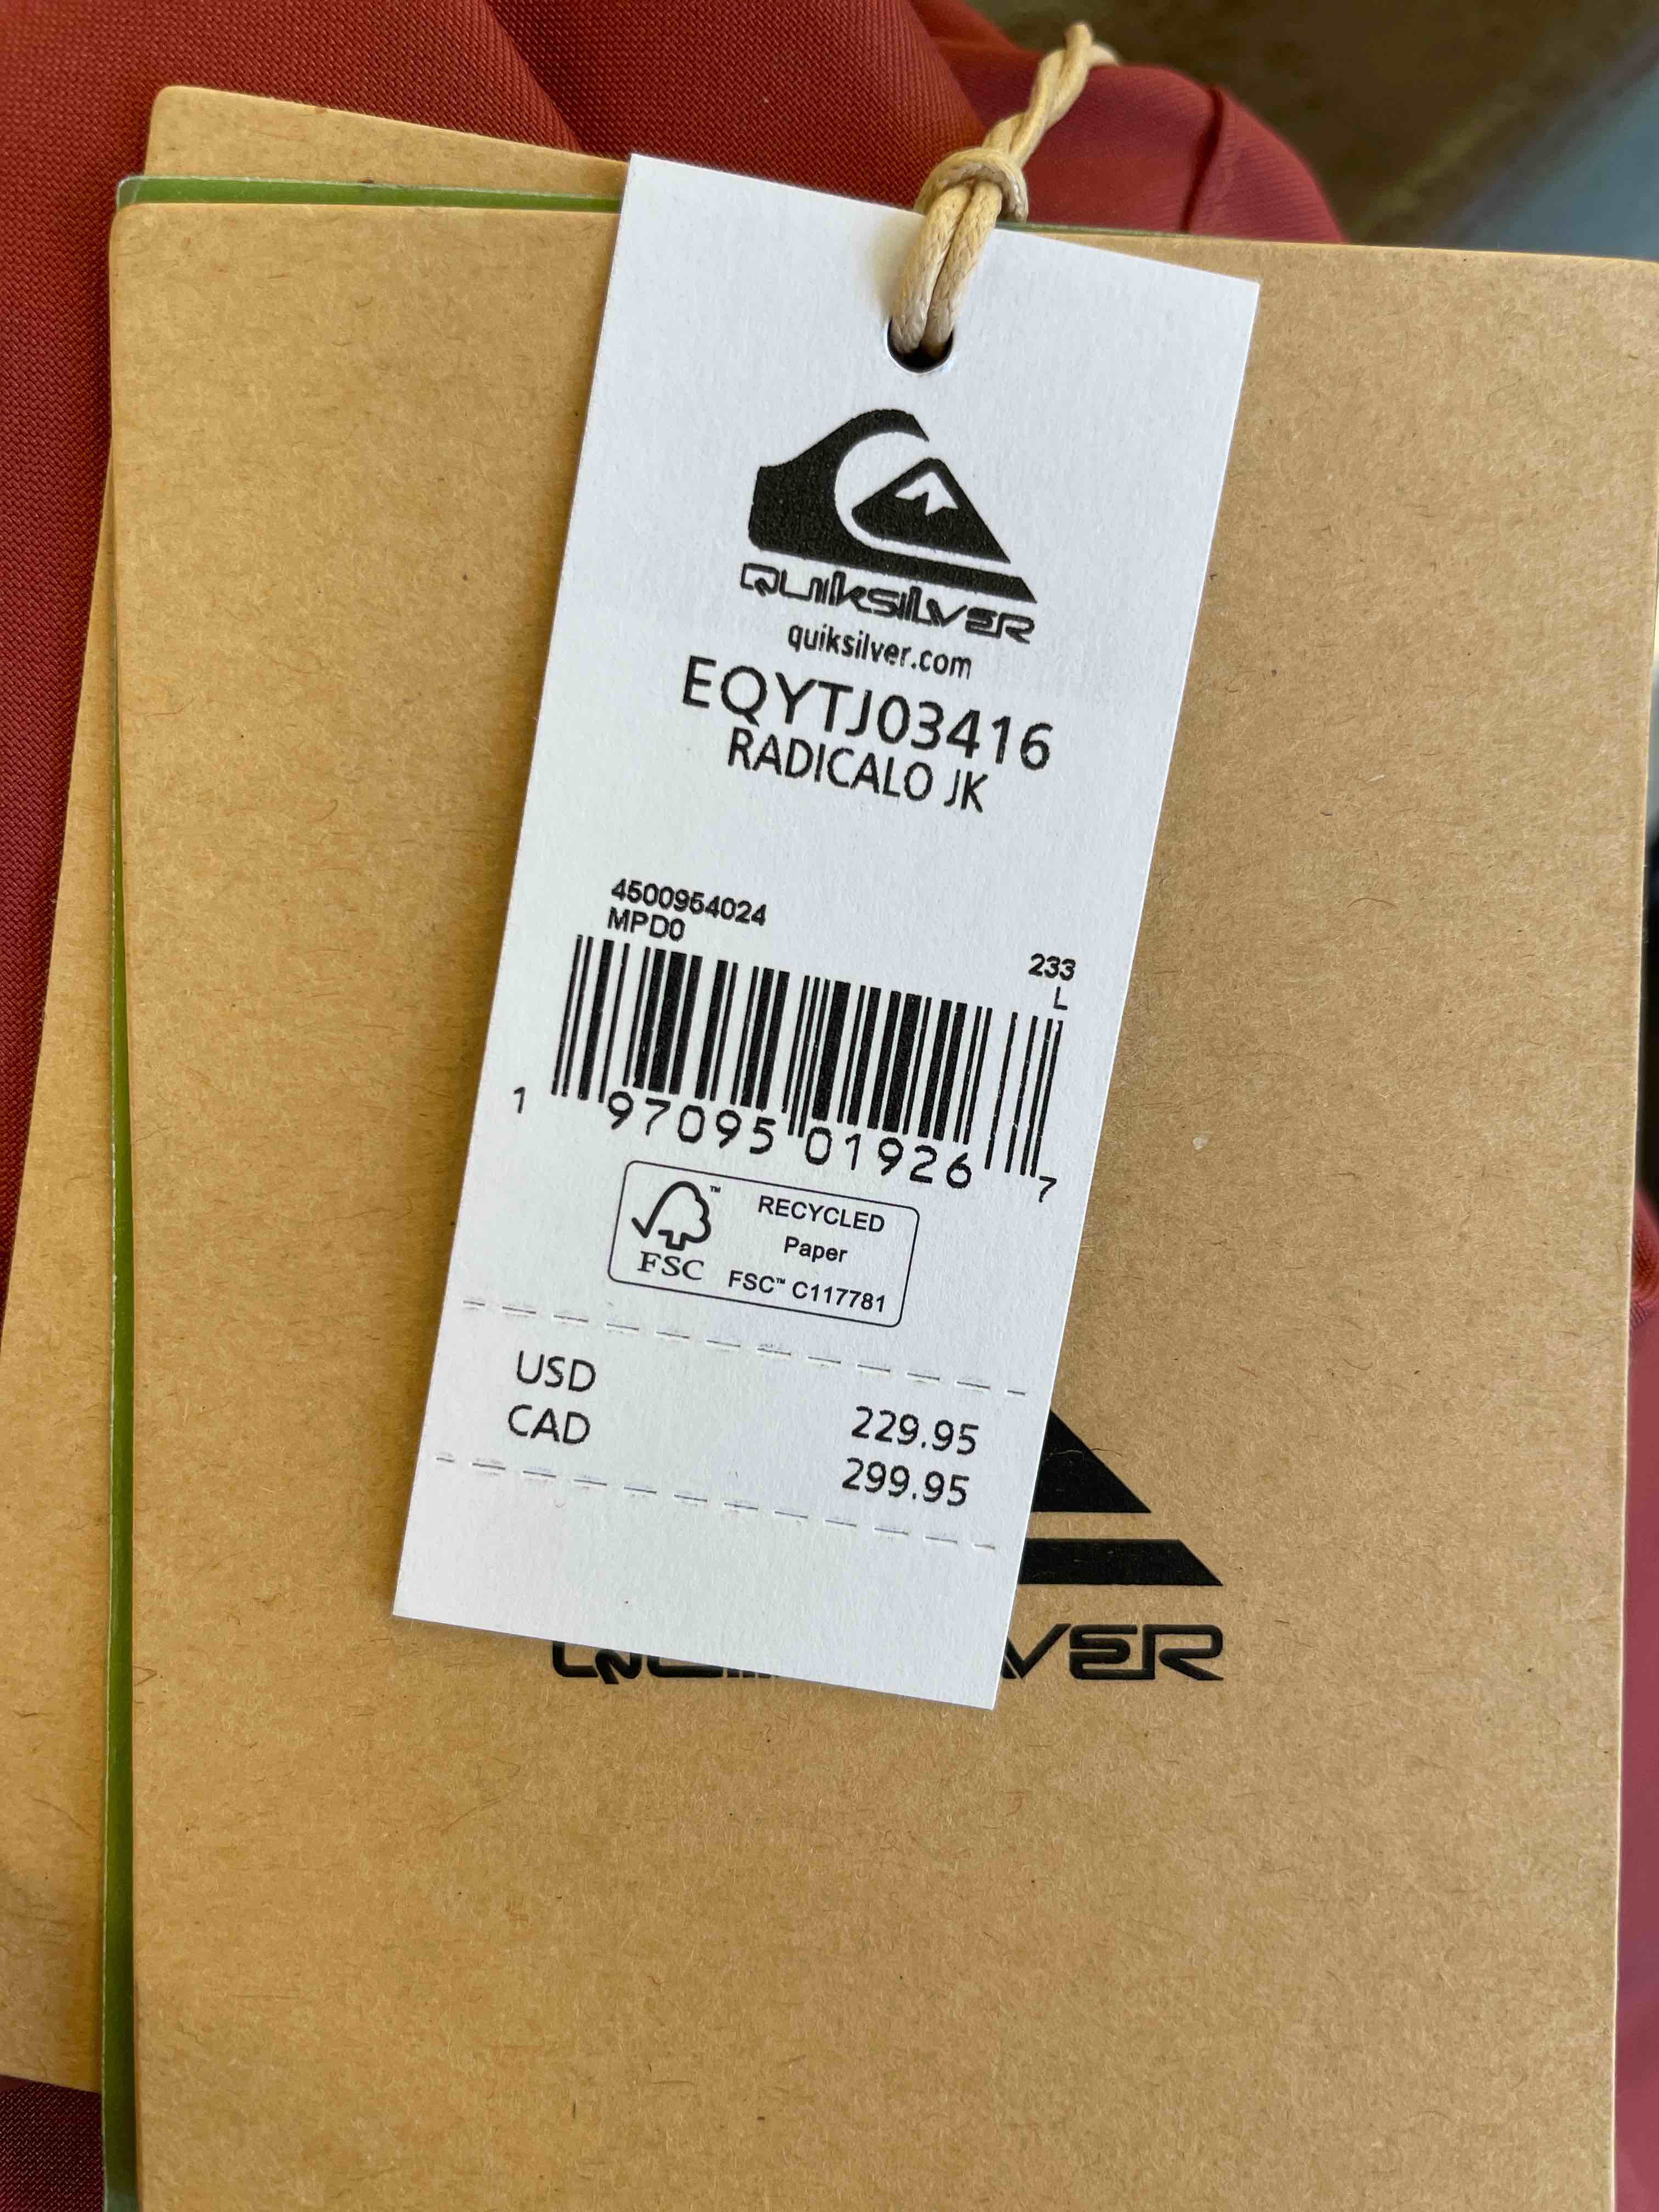 QUIKSILVER
quiksilver.com
EQYTJ03416
RADICALO JK
4500954024
MPD0
233
L
1 97095 01926 7
FSC™
RECYCLED
Paper
FSC™ C117781
USD 229.95
CAD 299.95